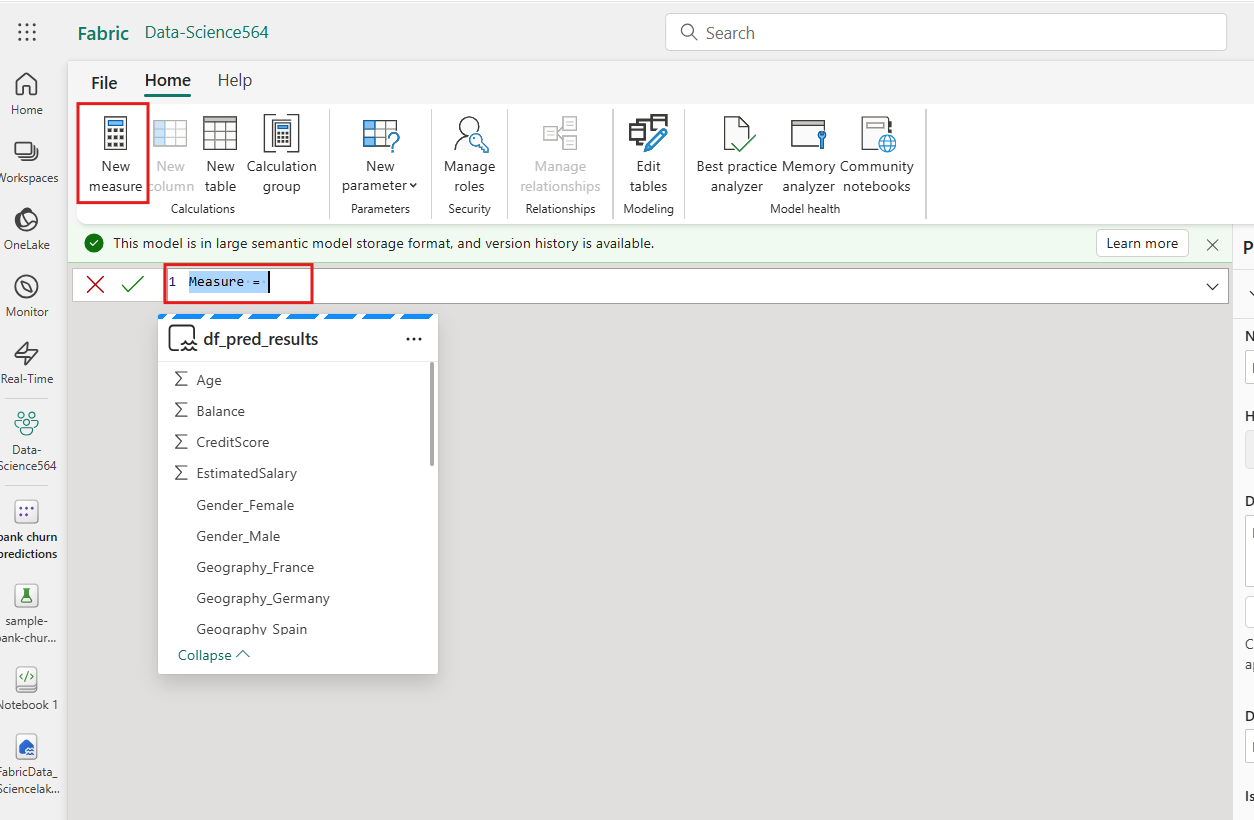 Fabric Data-Science564
Search
File Home Help
New measure
New column
New table
Calculation group
Calculations
New parameter
Parameters
Manage roles
Security
Manage relationships
Relationships
Edit tables
Modeling
Best practice analyzer
Memory analyzer
Community notebooks
Model health
This model is in large semantic model storage format, and version history is available.
Learn more
1 Measure =
df_pred_results
...
Age
Balance
CreditScore
EstimatedSalary
Gender_Female
Gender_Male
Geography_France
Geography_Germany
Geography_Spain
Collapse
Home
Workspaces
OneLake
Monitor
Real-Time
Data-
Science564
bank churn
predictions
sample-
bank-chur...
Notebook 1
FabricData_
Sciencelak...